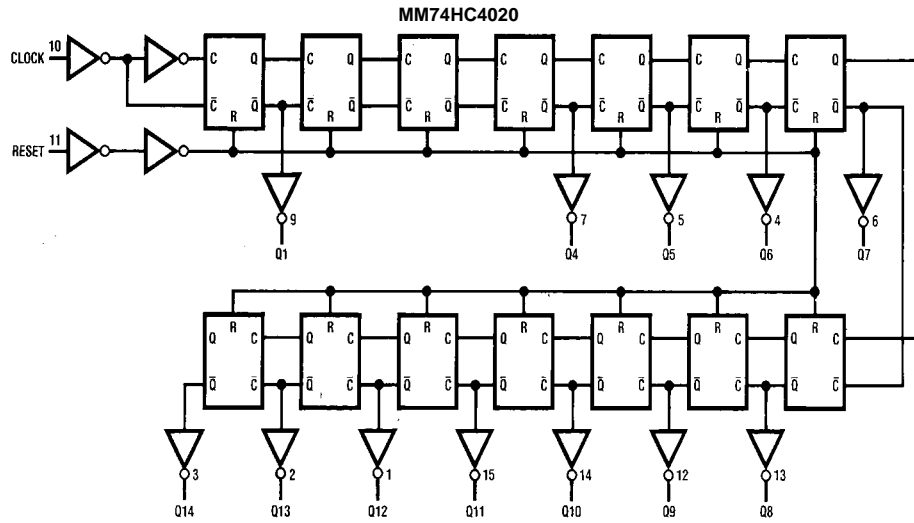 MM74HC4020
CLOCK 10
C Q C Q C Q C Q C Q C Q C Q
C̅ Q̅ C̅ Q̅ C̅ Q̅ C̅ Q̅ C̅ Q̅ C̅ Q̅ C̅ Q̅
R R R R R R R
RESET 11
9 7 5 4 6
Q1 Q4 Q5 Q6 Q7
R R R R R R R
Q C Q C Q C Q C Q C Q C Q C
Q̅ C̅ Q̅ C̅ Q̅ C̅ Q̅ C̅ Q̅ C̅ Q̅ C̅ Q̅ C̅
3 2 1 15 14 12 13
Q14 Q13 Q12 Q11 Q10 Q9 Q8